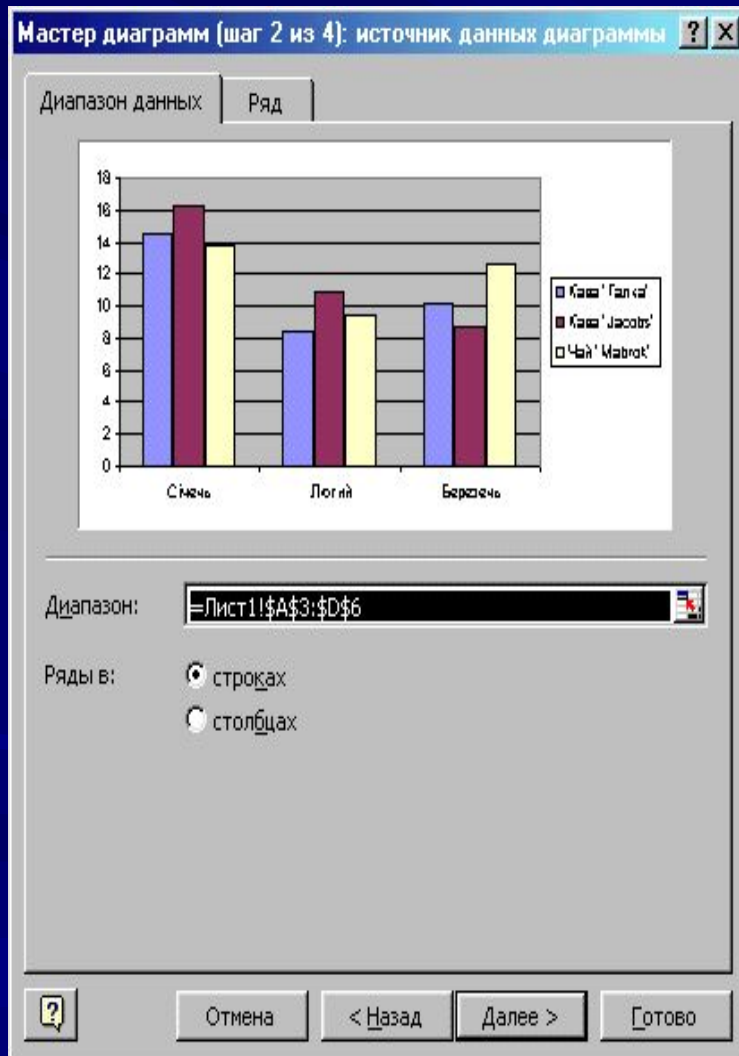 Мастер диаграмм (шаг 2 из 4): источник данных диаграммы
Диапазон данных
Ряд
18
16
14
12
10
8
6
4
2
0
Січень
Лютий
Березень
Кава "Галка"
Кава "Jacobs"
Чай "Mabrok"
Диапазон:
=Лист1!$A$3:$D$6
Ряды в:
строках
столбцах
Отмена
< Назад
Далее >
Готово